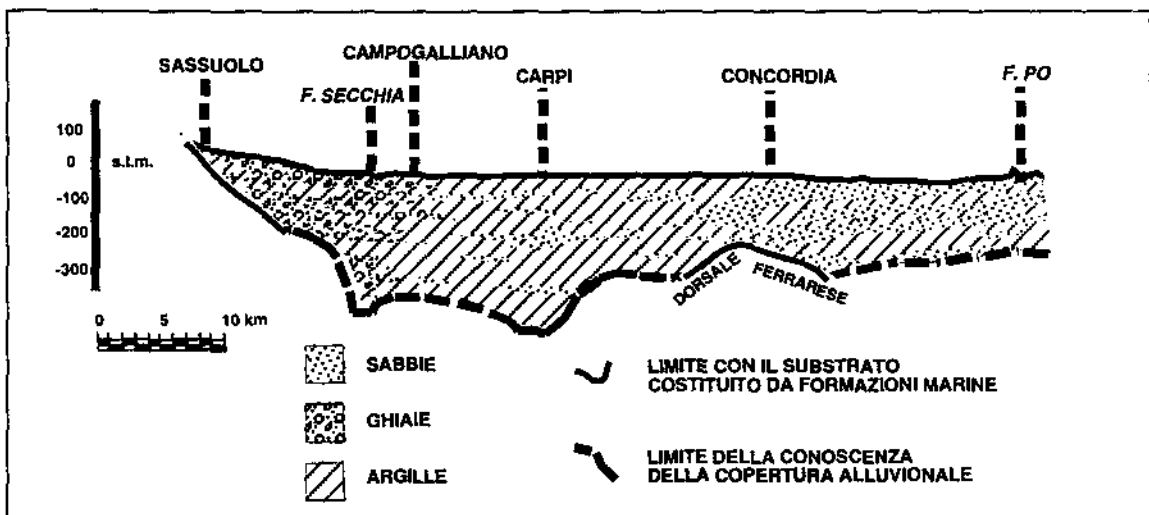 SASSUOLO
F. SECCHIA
CAMPOGALLIANO
CARPI
CONCORDIA
F. PO
100
0 s.l.m.
-100
-200
-300
0 5 10 km
DORSALE FERRARESE
SABBIE
GHIAIE
ARGILLE
LIMITE CON IL SUBSTRATO
COSTITUITO DA FORMAZIONI MARINE
LIMITE DELLA CONOSCENZA
DELLA COPERTURA ALLUVIONALE